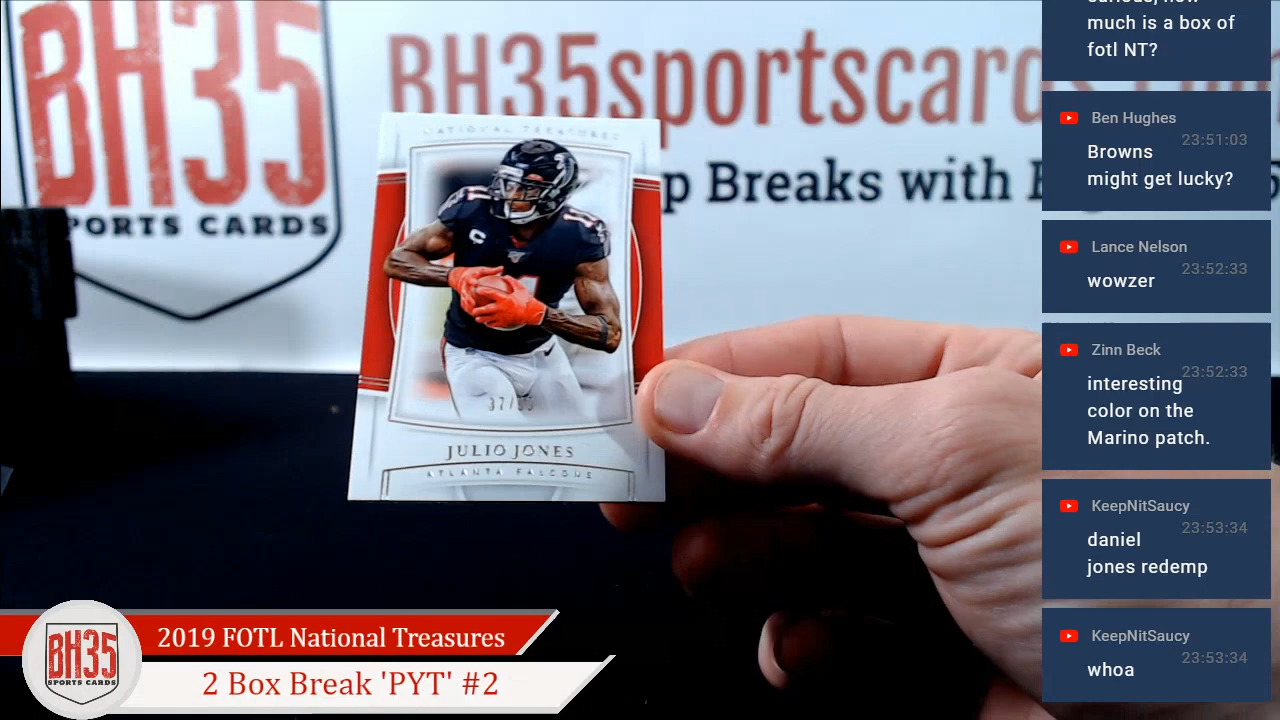 BH35
SPORTS CARDS
BH35sportscards
p Breaks with
NATIONAL TREASURES
JULIO JONES
ATLANTA FALCONS
2019 FOTL National Treasures
2 Box Break 'PYT' #2
BH35
SPORTS CARDS
much is a box of
fotl NT?
Ben Hughes
23:51:03
Browns
might get lucky?
Lance Nelson
23:52:33
wowzer
Zinn Beck
23:52:33
interesting
color on the
Marino patch.
KeepNitSaucy
23:53:34
daniel
jones redemp
KeepNitSaucy
23:53:34
whoa